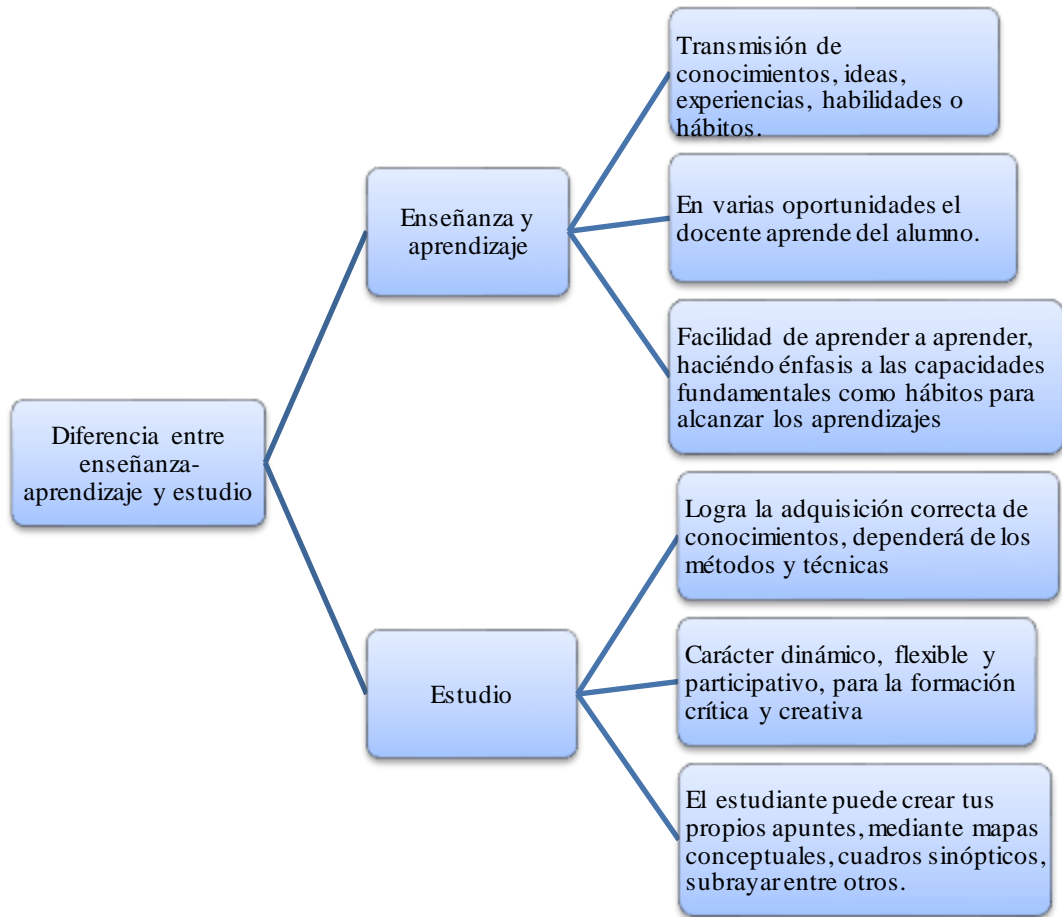 Diferencia entre
enseñanza-
aprendizaje y estudio
Enseñanza y
aprendizaje
Transmisión de
conocimientos, ideas,
experiencias, habilidades o
hábitos.
En varias oportunidades el
docente aprende del alumno.
Facilidad de aprender a aprender,
haciéndo énfasis a las capacidades
fundamentales como hábitos para
alcanzar los aprendizajes
Estudio
Logra la adquisición correcta de
conocimientos, dependerá de los
métodos y técnicas
Carácter dinámico, flexible y
participativo, para la formación
crítica y creativa
El estudiante puede crear tus
propios apuntes, mediante mapas
conceptuales, cuadros sinópticos,
subrayar entre otros.